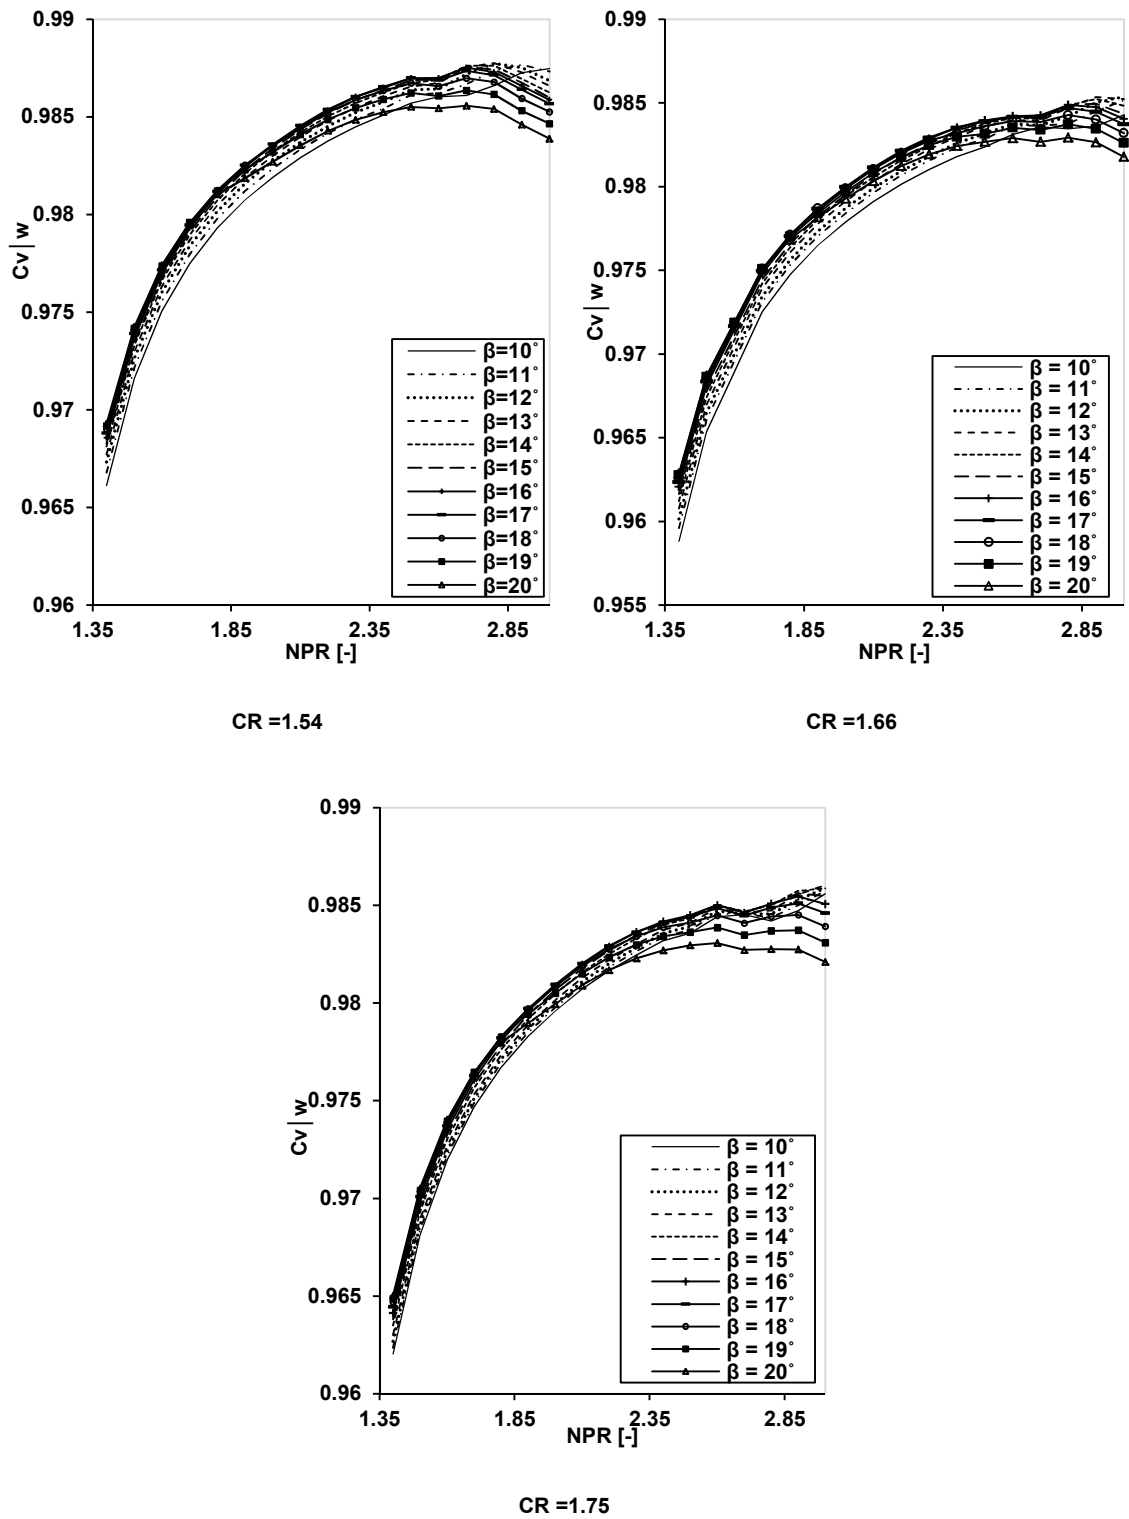 0.99
0.985
0.98
0.975
0.97
0.965
0.96
Cv|w
1.35
1.85
2.35
2.85
NPR [-]
β=10°
β=11°
β=12°
β=13°
β=14°
β=15°
β=16°
β=17°
β=18°
β=19°
β=20°
CR =1.54
0.99
0.985
0.98
0.975
0.97
0.965
0.96
0.955
Cv|w
1.35
1.85
2.35
2.85
NPR [-]
β = 10°
β = 11°
β = 12°
β = 13°
β = 14°
β = 15°
β = 16°
β = 17°
β = 18°
β = 19°
β = 20°
CR =1.66
0.99
0.985
0.98
0.975
0.97
0.965
0.96
Cv|w
1.35
1.85
2.35
2.85
NPR [-]
β = 10°
β = 11°
β = 12°
β = 13°
β = 14°
β = 15°
β = 16°
β = 17°
β = 18°
β = 19°
β = 20°
CR =1.75